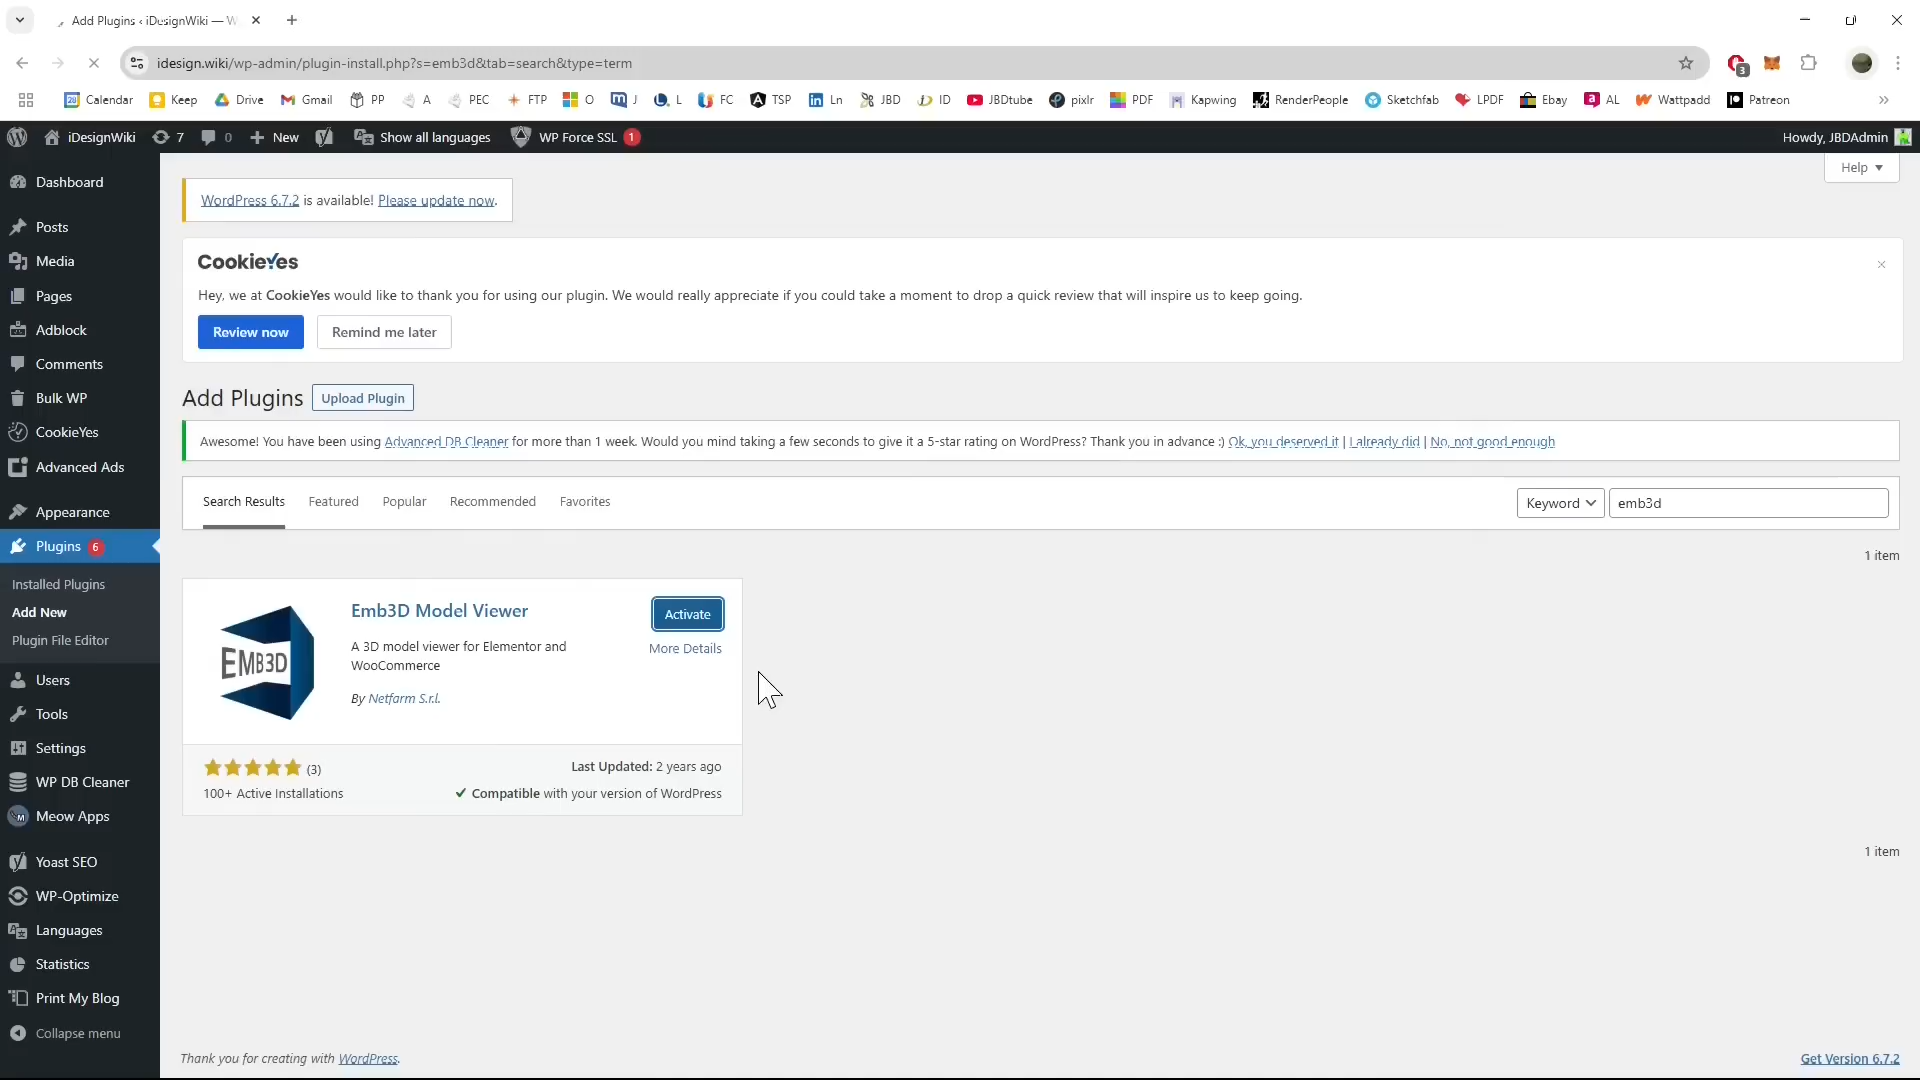 Add Plugins ‹ iDesignWiki — W
idesign.wiki/wp-admin/plugin-install.php?s=emb3d&tab=search&type=term
3
Calendar Keep Drive Gmail PP A PEC FTP O J L FC TSP Ln JBD ID JBDtube pixlr PDF Kapwing RenderPeople Sketchfab LPDF Ebay AL Wattpadd Patreon »
iDesignWiki 7 0 New Show all languages WP Force SSL 1 Howdy, JBDAdmin
Help
Dashboard
Posts
Media
Pages
Adblock
Comments
Bulk WP
CookieYes
Advanced Ads
Appearance
Plugins 6
Installed Plugins
Add New
Plugin File Editor
Users
Tools
Settings
WP DB Cleaner
Meow Apps
Yoast SEO
WP-Optimize
Languages
Statistics
Print My Blog
Collapse menu
WordPress 6.7.2 is available! Please update now.
CookieYes
Hey, we at CookieYes would like to thank you for using our plugin. We would really appreciate if you could take a moment to drop a quick review that will inspire us to keep going.
Review now Remind me later
Add Plugins Upload Plugin
Awesome! You have been using Advanced DB Cleaner for more than 1 week. Would you mind taking a few seconds to give it a 5-star rating on WordPress? Thank you in advance :) Ok, you deserved it | I already did | No, not good enough
Search Results Featured Popular Recommended Favorites Keyword emb3d
1 item
EMB3D
Emb3D Model Viewer
Activate
More Details
A 3D model viewer for Elementor and
WooCommerce
By Netfarm S.r.l.
(3)
Last Updated: 2 years ago
100+ Active Installations
Compatible with your version of WordPress
1 item
Thank you for creating with WordPress.
Get Version 6.7.2